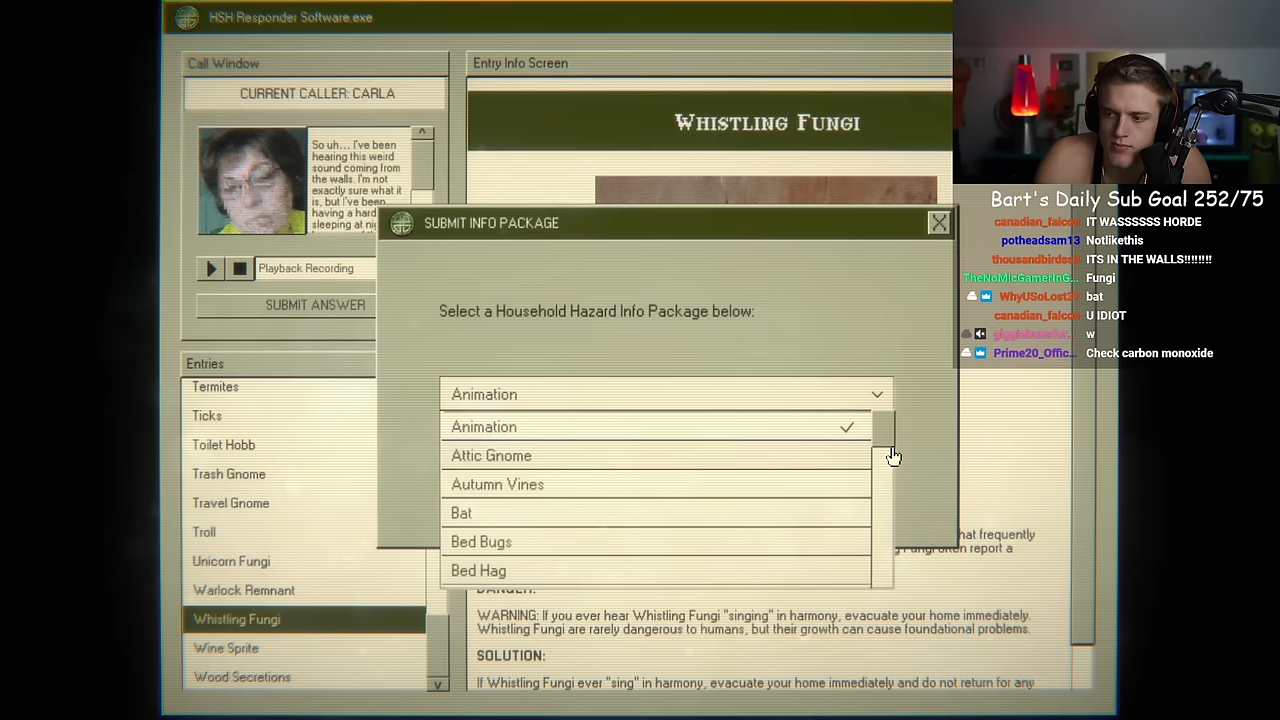 HSH Responder Software.exe
Call Window
CURRENT CALLER: CARLA
So uh... I've been
hearing this weird
sound coming from
the walls. I'm not
exactly sure what it
is, but I've been
having a hard
sleeping at nig
Playback Recording
SUBMIT ANSWER
Entries
Termites
Ticks
Toilet Hobb
Trash Gnome
Travel Gnome
Troll
Unicorn Fungi
Warlock Remnant
Whistling Fungi
Wine Sprite
Wood Secretions
Entry Info Screen
WHISTLING FUNGI
SUBMIT INFO PACKAGE
Select a Household Hazard Info Package below:
Animation
Animation
Attic Gnome
Autumn Vines
Bat
Bed Bugs
Bed Hag
hat frequently
Fungi often report a
DANGER:
WARNING: If you ever hear Whistling Fungi "singing" in harmony, evacuate your home immediately.
Whistling Fungi are rarely dangerous to humans, but their growth can cause foundational problems.
SOLUTION:
If Whistling Fungi ever "sing" in harmony, evacuate your home immediately and do not return for any
Bart's Daily Sub Goal 252/75
canadian_falcon IT WASSSSSS HORDE
potheadsam13 Notlikethis
thousandbirds ITS IN THE WALLS!!!!!!!!
TheNoMicGamerInG... Fungi
WhyUSoLost37 bat
canadian_falcon U IDIOT
w
Prime20_Offic... Check carbon monoxide